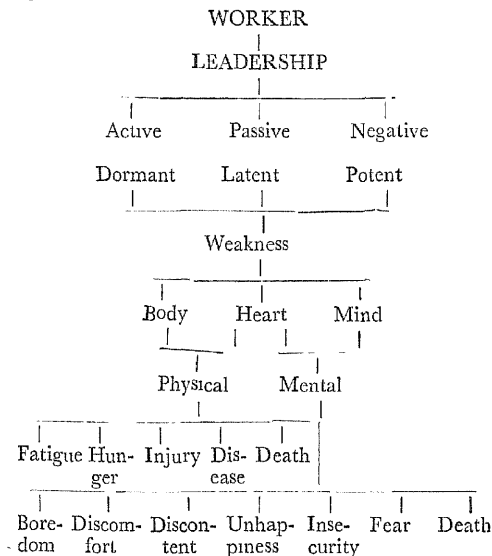 WORKER
LEADERSHIP
Active Passive Negative
Dormant Latent Potent
Weakness
Body Heart Mind
Physical Mental
Fatigue Hun- Injury Dis- Death
ger ease
Bore- Discom- Discon- Unhap- Inse- Fear Death
dom fort tent piness curity